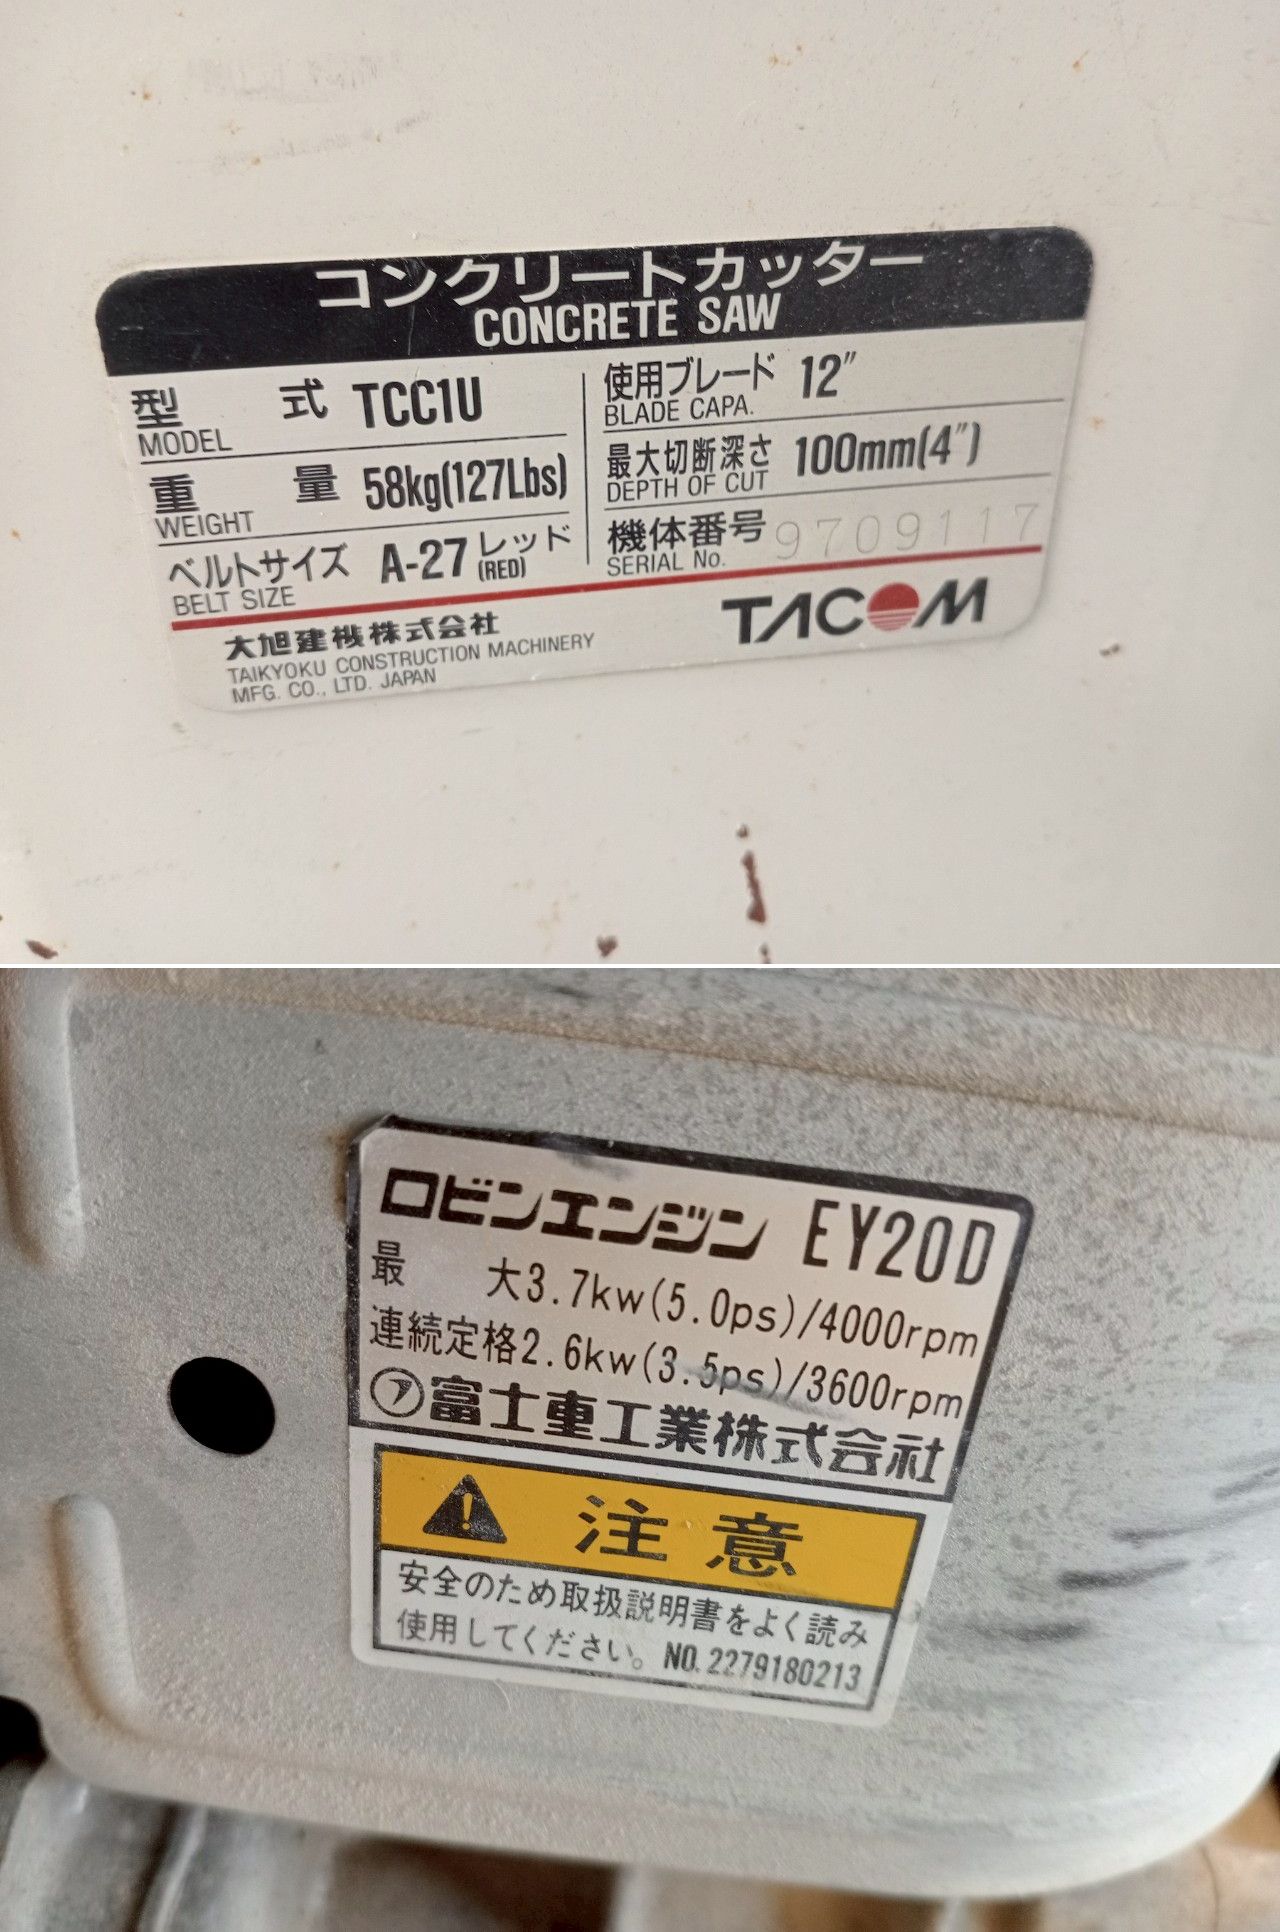 コンクリートカッター
CONCRETE SAW
型式 TCC1U
MODEL
重量 58kg(127Lbs)
WEIGHT
ベルトサイズ A-27 レッド
BELT SIZE (RED)
使用ブレード 12″
BLADE CAPA.
最大切断深さ 100mm(4″)
DEPTH OF CUT
機体番号 9709117
SERIAL No.
大旭建機株式会社
TAIKYOKU CONSTRUCTION MACHINERY
MFG. CO., LTD. JAPAN
TACOM
ロビンエンジン EY20D
最大3.7kw(5.0ps)/4000rpm
連続定格2.6kw(3.5ps)/3600rpm
富士重工業株式会社
注意
安全のため取扱説明書をよく読み
使用してください。 NO. 2279180213